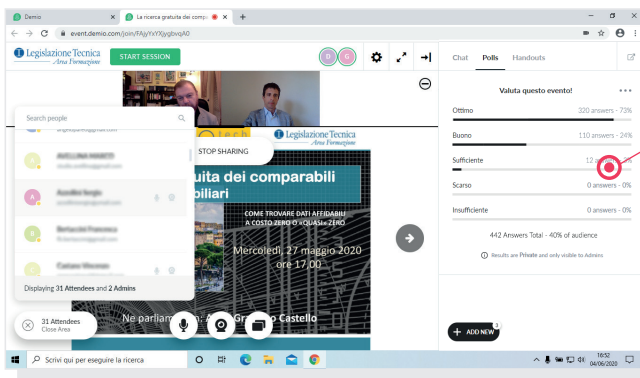 Demio
La ricerca gratuita dei compa
event.demio.com/join/FAjyYxYXJygbvqA0
Legislazione Tecnica
Area Formazione
START SESSION
D G
Chat Polls Handouts
Valuta questo evento!
Ottimo 320 answers - 73%
Buono 110 answers - 24%
Sufficiente 12
Scarso 0 answers - 0%
Insufficiente 0 answers - 0%
442 Answers Total - 40% of audience
Results are Private and only visible to Admins
ADD NEW 3
Search people
A
A
B
C
Displaying 31 Attendees and 2 Admins
31 Attendees
Close Area
STOP SHARING
Legislazione Tecnica
Area Formazione
uita dei comparabili
biliari
COME TROVARE DATI AFFIDABILI
A COSTO ZERO O «QUASI» ZERO
Mercoledì, 27 maggio 2020
ore 17,00
Ne parliam
Castello
Scrivi qui per eseguire la ricerca
16:52
04/06/2020